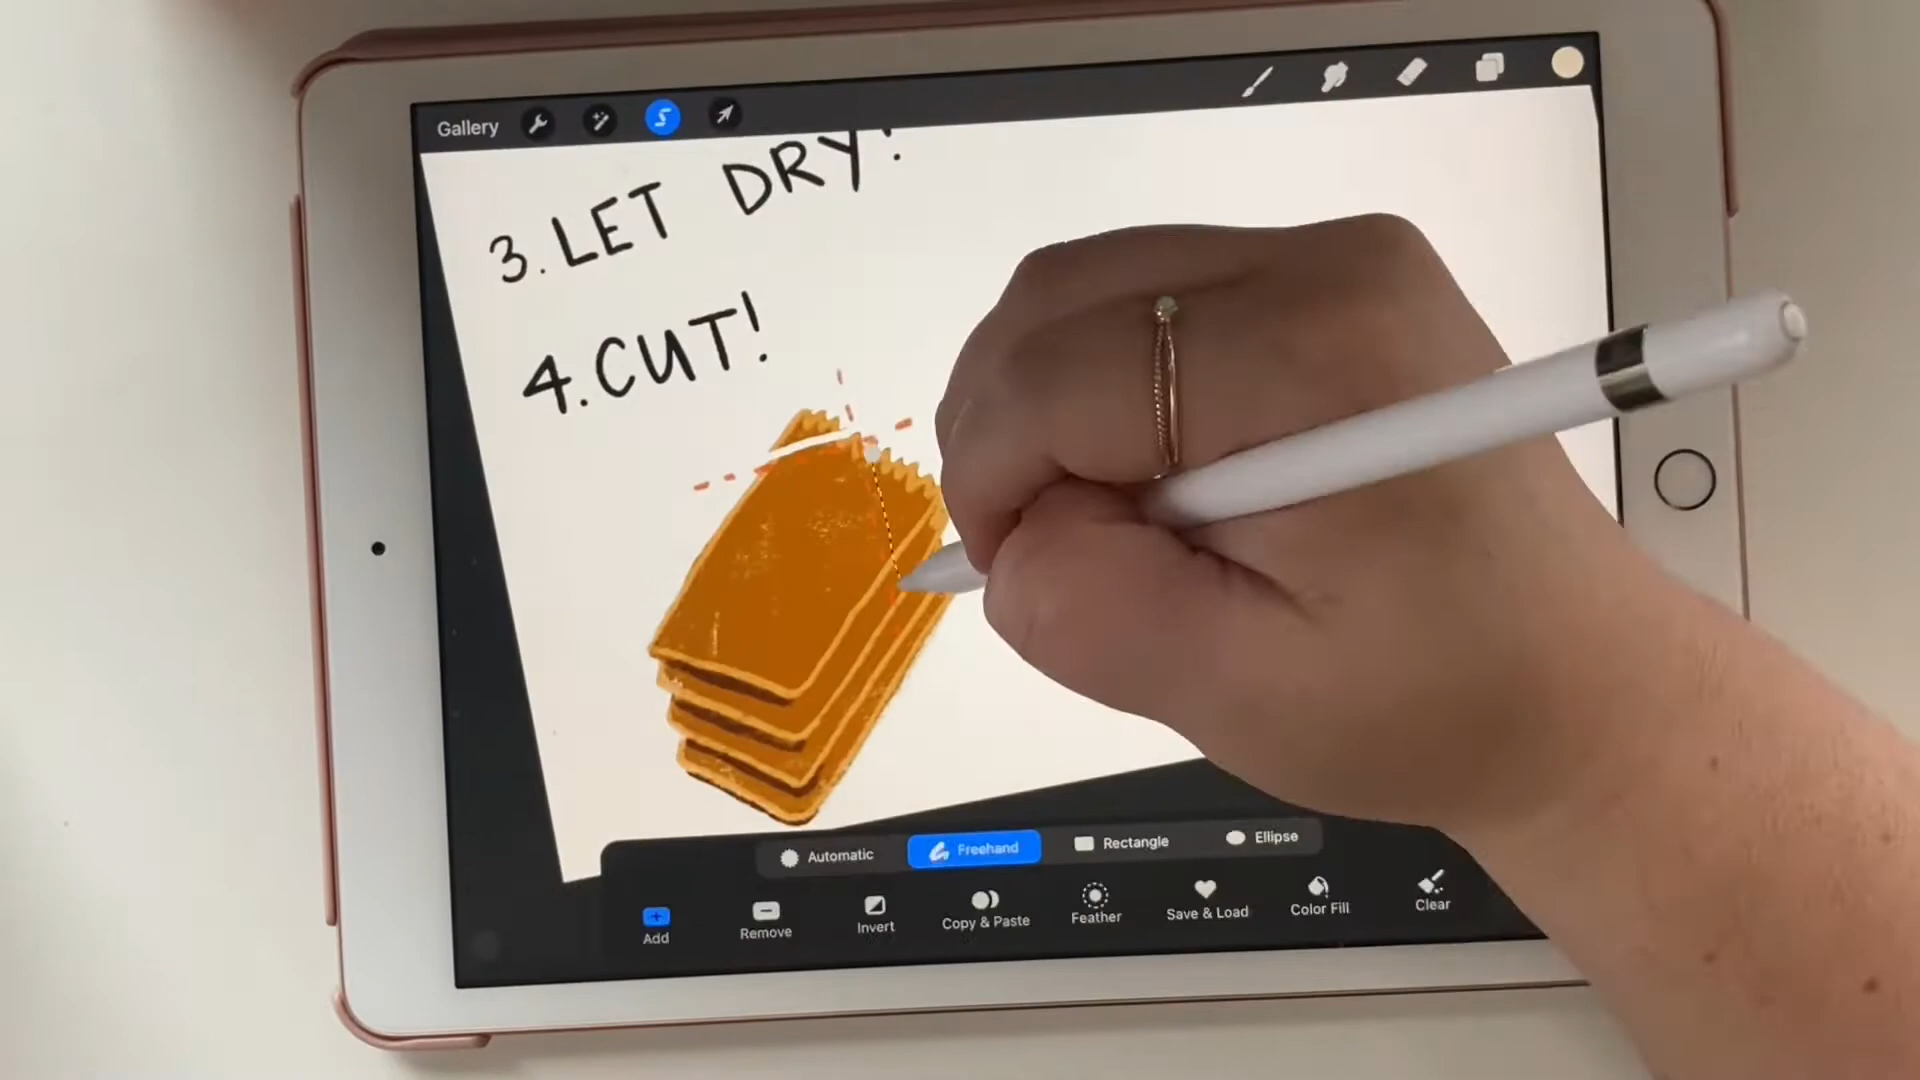 Gallery
3. LET DRY!
4. CUT!
Automatic Freehand Rectangle Ellipse
Add Remove Invert Copy & Paste Feather Save & Load Color Fill Clear